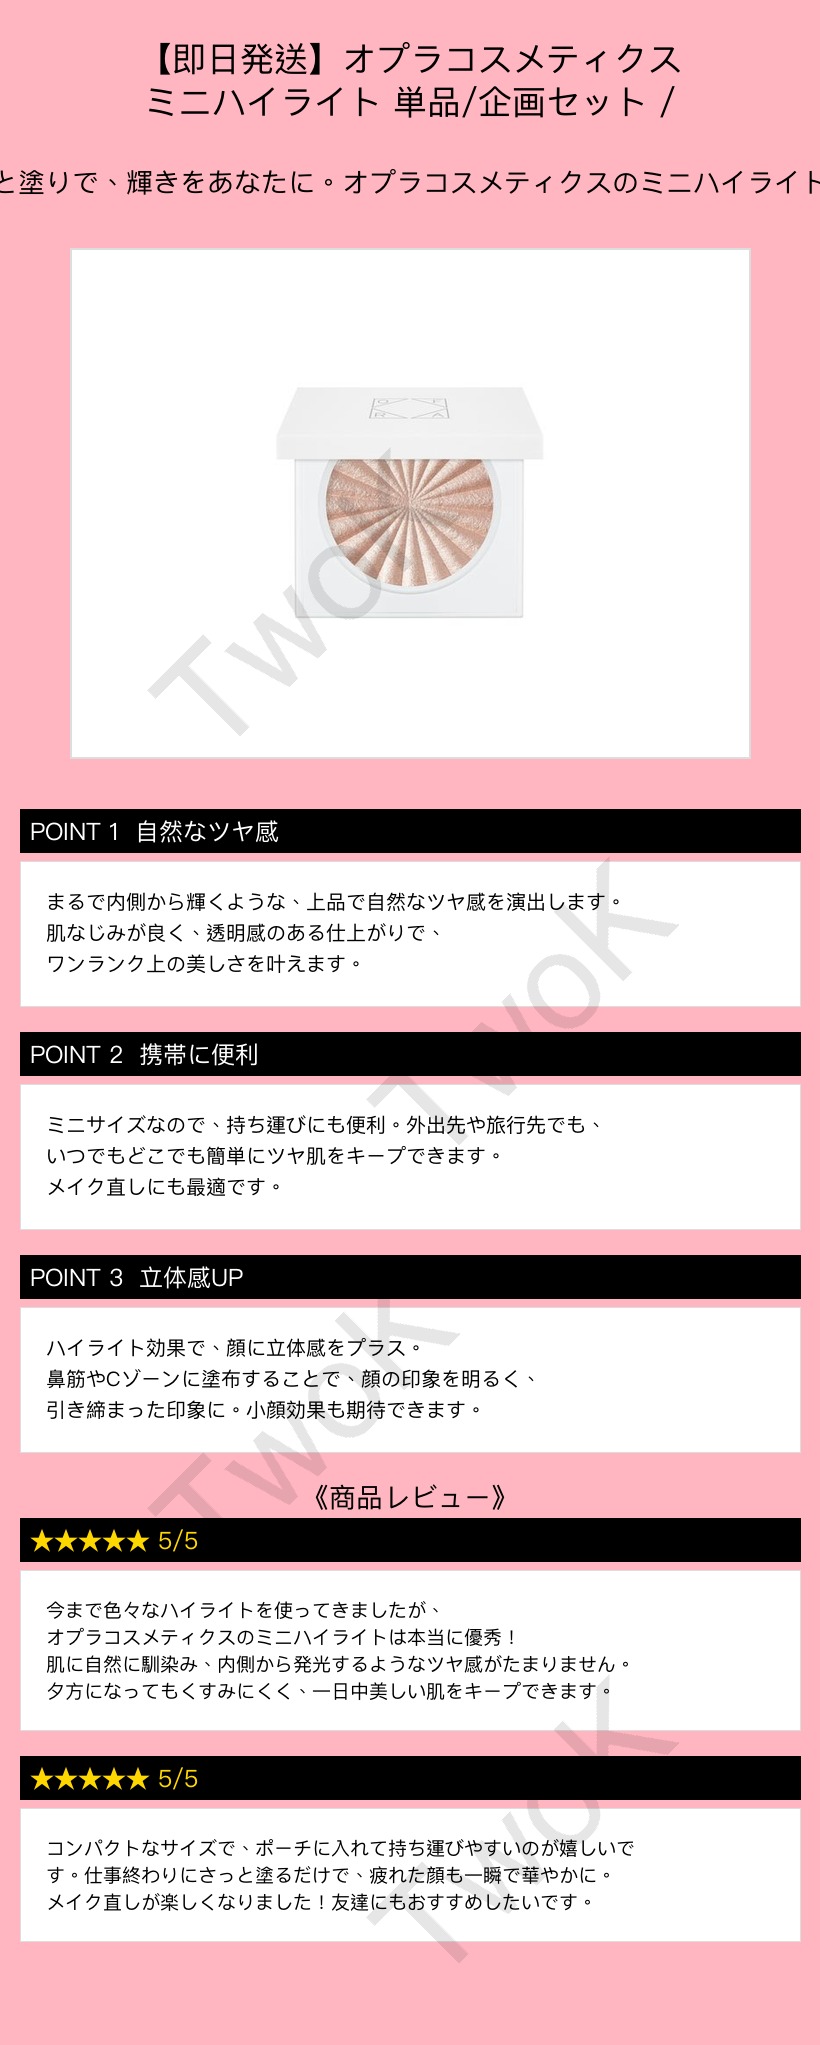 【即日発送】オプラコスメティクス
ミニハイライト 単品/企画セット /
と塗りで、輝きをあなたに。オプラコスメティクスのミニハイライト
O F
R A
TwoK
POINT 1 自然なツヤ感
まるで内側から輝くような、上品で自然なツヤ感を演出します。
肌なじみが良く、透明感のある仕上がりで、
ワンランク上の美しさを叶えます。
TwoK
POINT 2 携帯に便利
ミニサイズなので、持ち運びにも便利。外出先や旅行先でも、
いつでもどこでも簡単にツヤ肌をキープできます。
メイク直しにも最適です。
POINT 3 立体感UP
ハイライト効果で、顔に立体感をプラス。
鼻筋やCゾーンに塗布することで、顔の印象を明るく、
引き締まった印象に。小顔効果も期待できます。
TwoK
《商品レビュー》
★★★★★ 5/5
今まで色々なハイライトを使ってきましたが、
オプラコスメティクスのミニハイライトは本当に優秀！
肌に自然に馴染み、内側から発光するようなツヤ感がたまりません。
夕方になってもくすみにくく、一日中美しい肌をキープできます。
★★★★★ 5/5
コンパクトなサイズで、ポーチに入れて持ち運びやすいのが嬉しいで
す。仕事終わりにさっと塗るだけで、疲れた顔も一瞬で華やかに。
メイク直しが楽しくなりました！友達にもおすすめしたいです。
TwoK